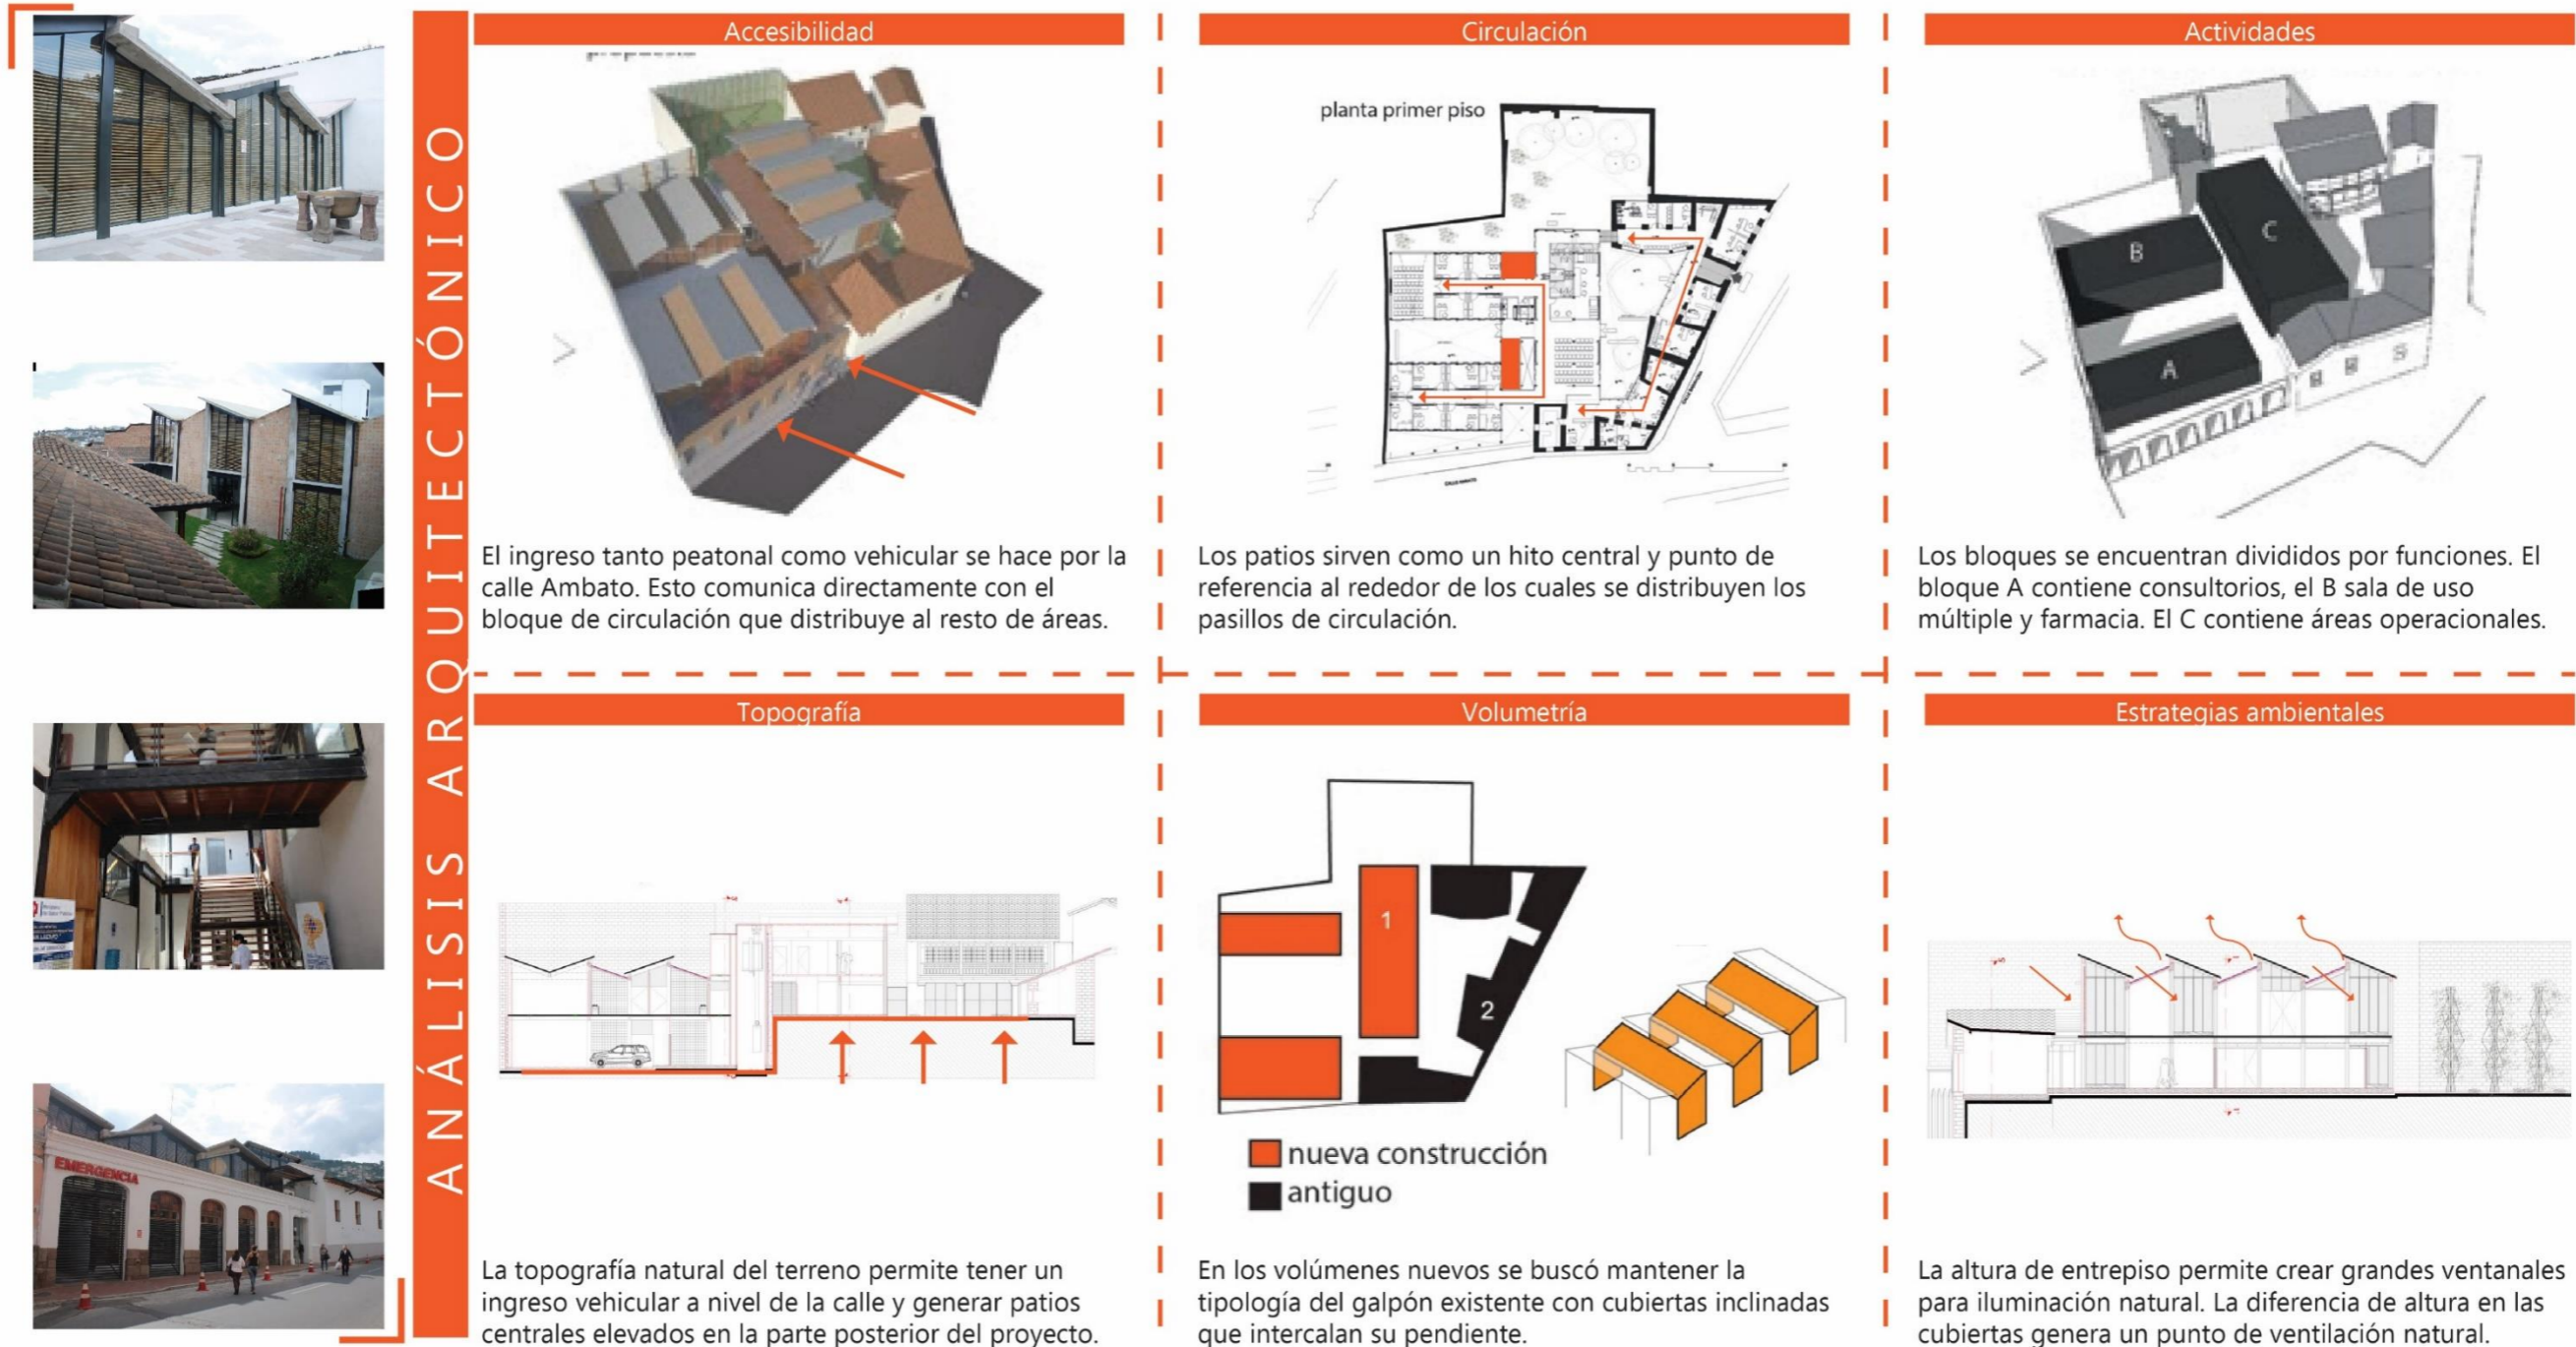 ANÁLISIS ARQUITECTÓNICO
EMERGENCIA
Accesibilidad
El ingreso tanto peatonal como vehicular se hace por la
calle Ambato. Esto comunica directamente con el
bloque de circulación que distribuye al resto de áreas.
Circulación
planta primer piso
Los patios sirven como un hito central y punto de
referencia al rededor de los cuales se distribuyen los
pasillos de circulación.
Actividades
B
C
A
Los bloques se encuentran divididos por funciones. El
bloque A contiene consultorios, el B sala de uso
múltiple y farmacia. El C contiene áreas operacionales.
Topografía
La topografía natural del terreno permite tener un
ingreso vehicular a nivel de la calle y generar patios
centrales elevados en la parte posterior del proyecto.
Volumetría
1
2
nueva construcción
antiguo
En los volúmenes nuevos se buscó mantener la
tipología del galpón existente con cubiertas inclinadas
que intercalan su pendiente.
Estrategias ambientales
La altura de entrepiso permite crear grandes ventanales
para iluminación natural. La diferencia de altura en las
cubiertas genera un punto de ventilación natural.